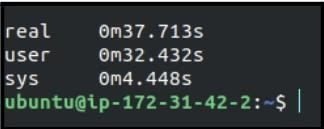 real 0m37.713s
user 0m32.432s
sys 0m4.448s
ubuntu@ip-172-31-42-2:~$